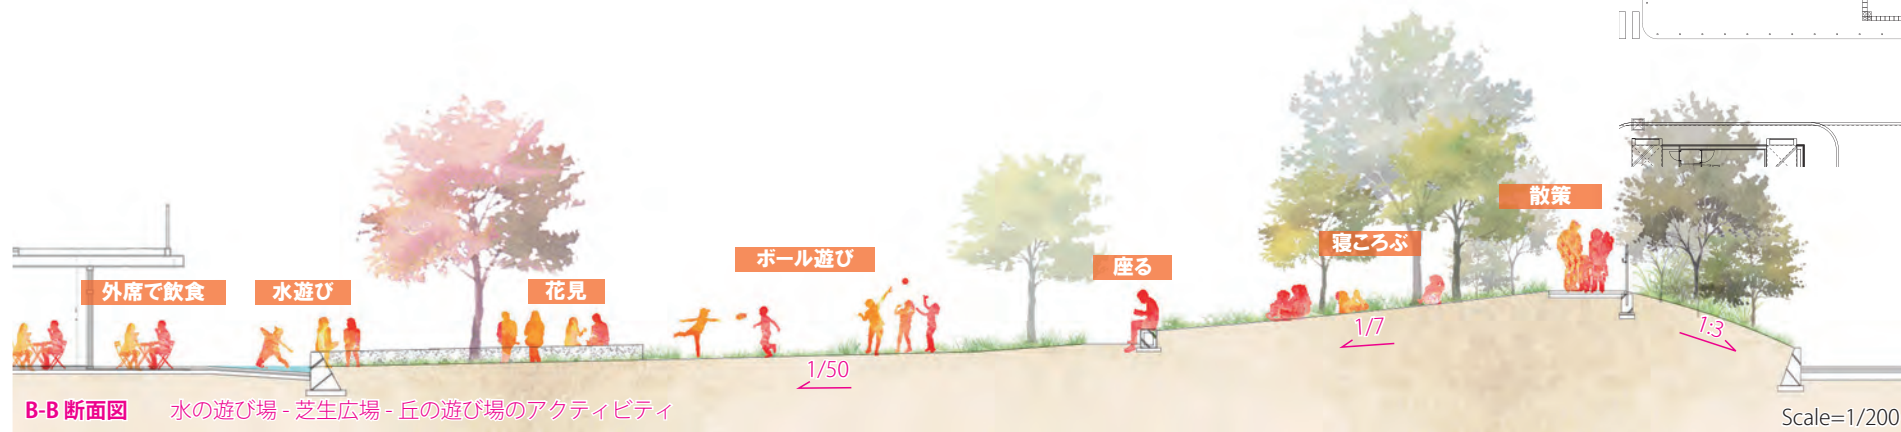 外席で飲食
水遊び
花見
ボール遊び
座る
寝ころぶ
散策
1/50
1/7
1:3
B-B 断面図 水の遊び場 - 芝生広場 - 丘の遊び場のアクティビティ
Scale=1/200